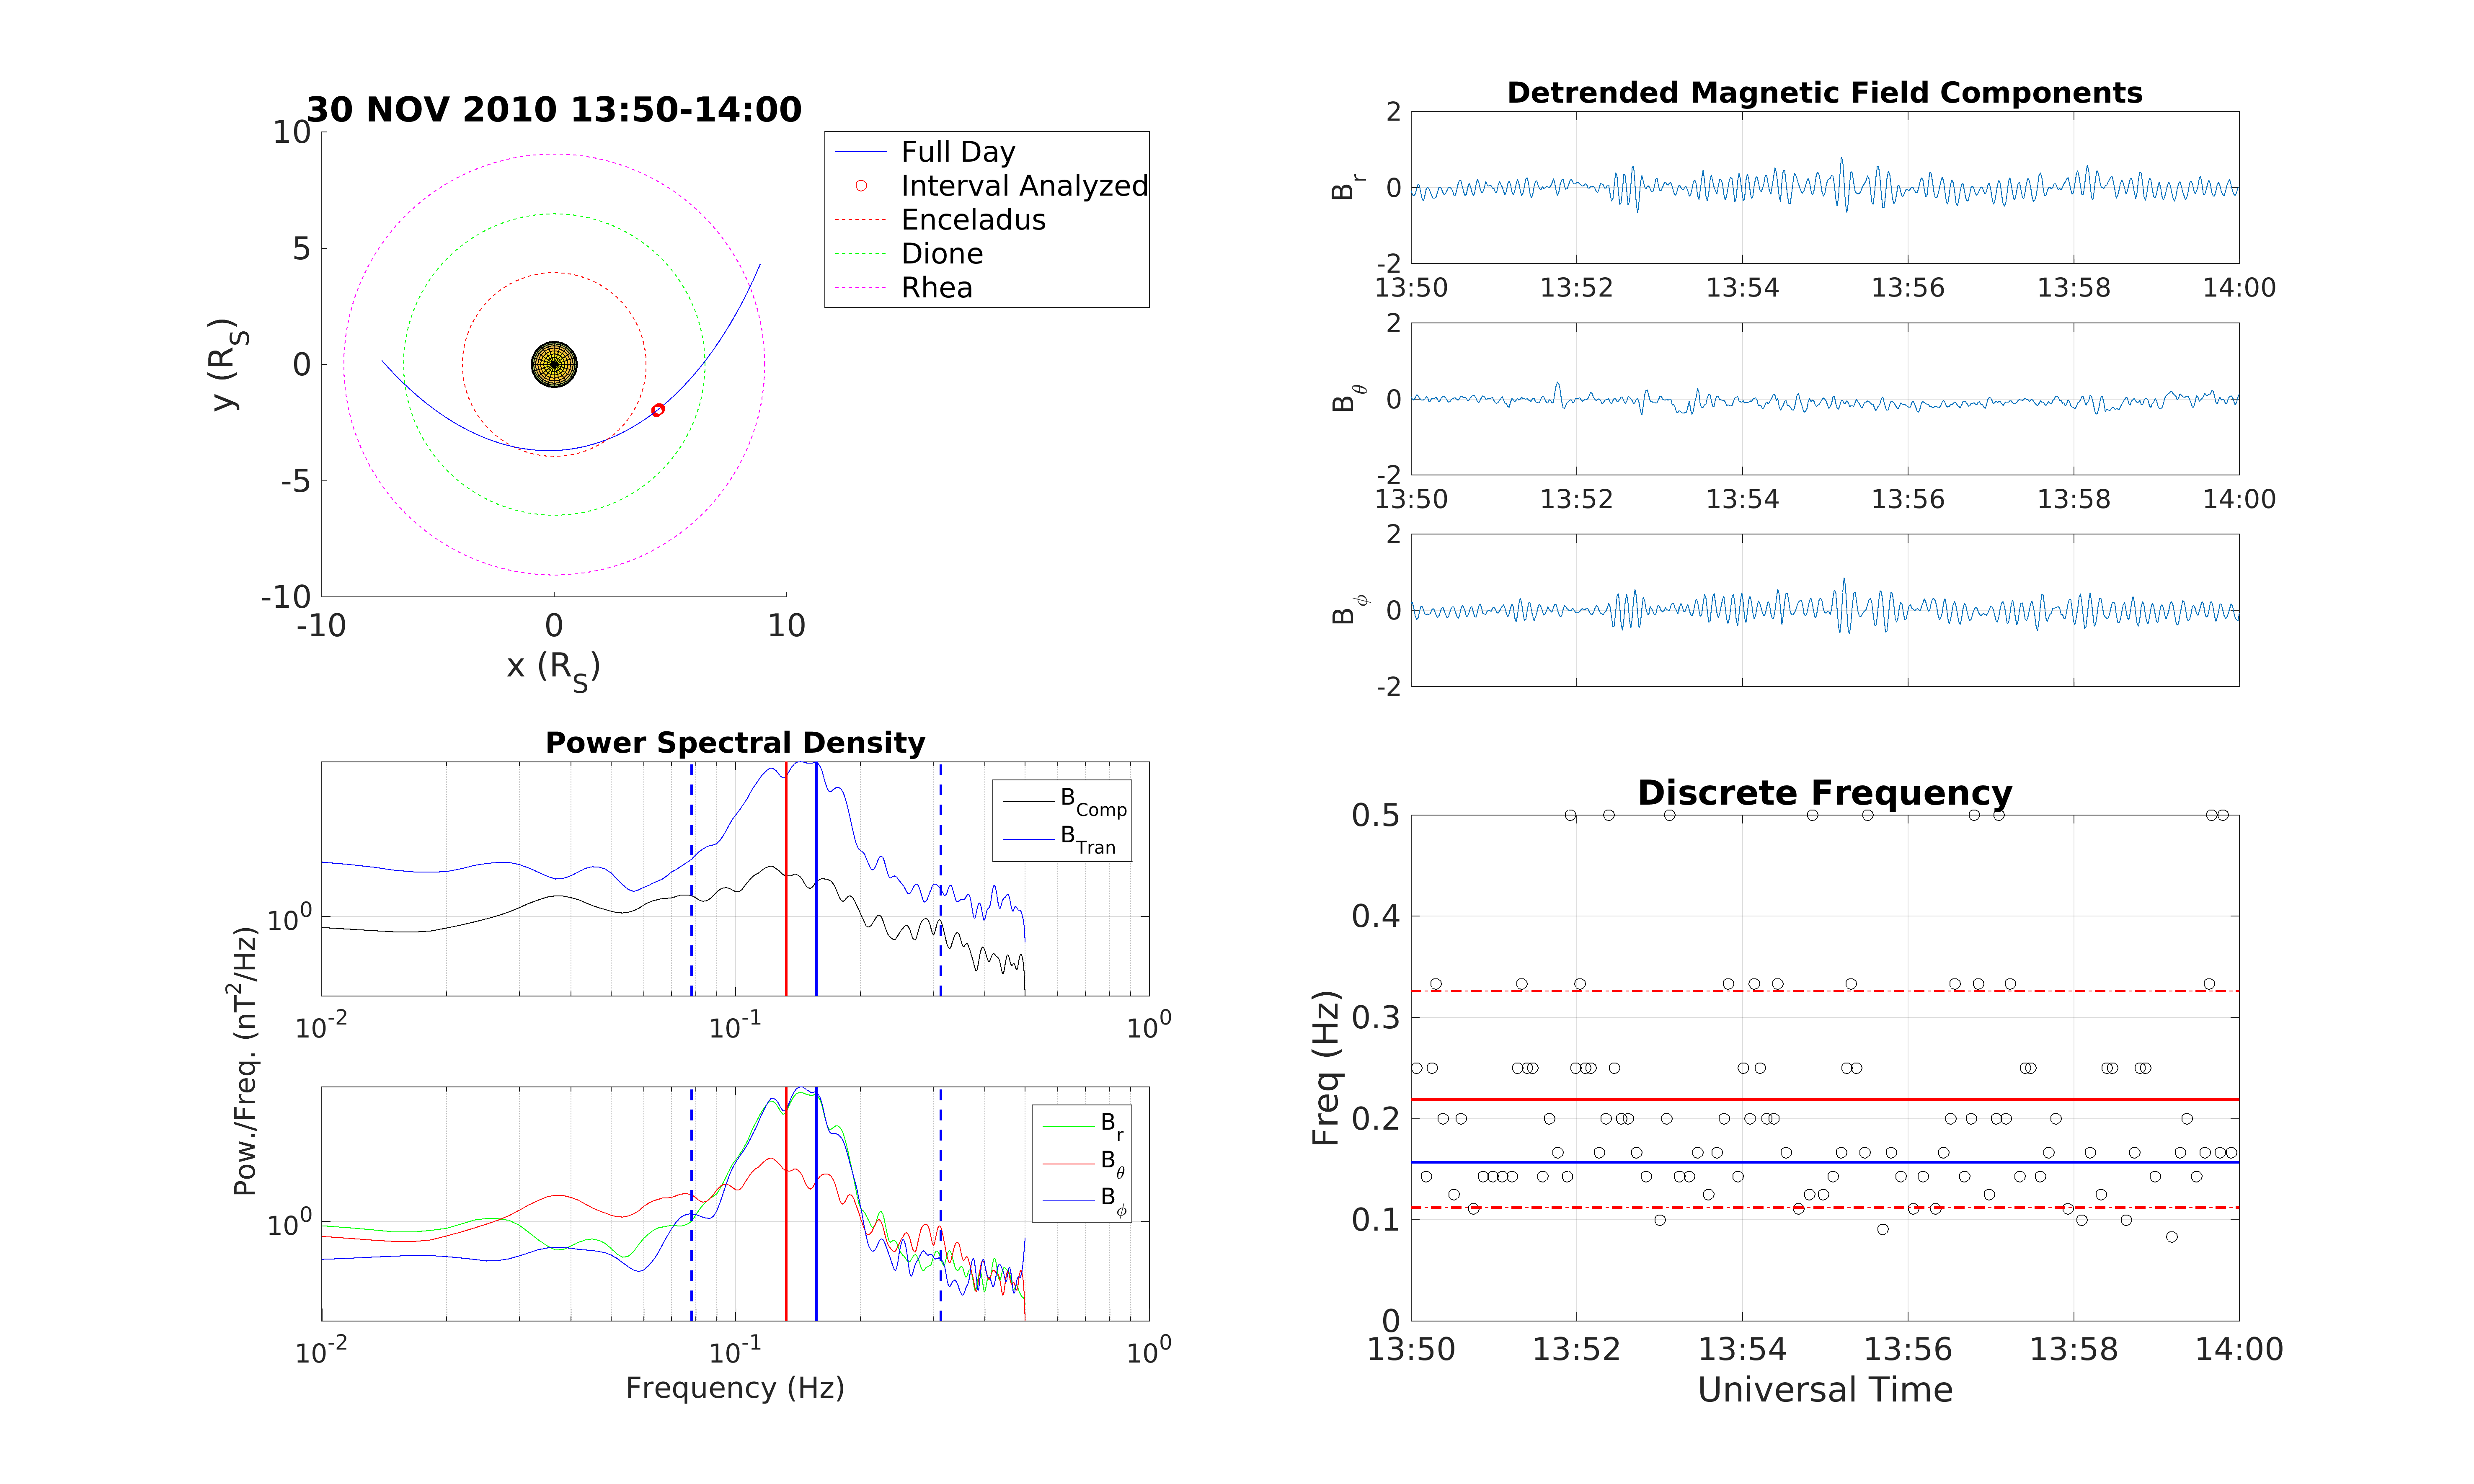 30 NOV 2010 13:50-14:00
10
5
0
-5
-10
-10 0 10
y (R_S)
x (R_S)
Full Day
Interval Analyzed
Enceladus
Dione
Rhea
Detrended Magnetic Field Components
2
0
-2
B_r
13:50 13:52 13:54 13:56 13:58 14:00
2
0
-2
B_θ
13:50 13:52 13:54 13:56 13:58 14:00
2
0
-2
B_ϕ
Power Spectral Density
B_Comp
B_Tran
10^0
10^-2 10^-1 10^0
Pow./Freq. (nT^2/Hz)
B_r
B_θ
B_ϕ
10^0
10^-2 10^-1 10^0
Frequency (Hz)
Discrete Frequency
0.5
0.4
0.3
0.2
0.1
0
Freq (Hz)
13:50 13:52 13:54 13:56 13:58 14:00
Universal Time